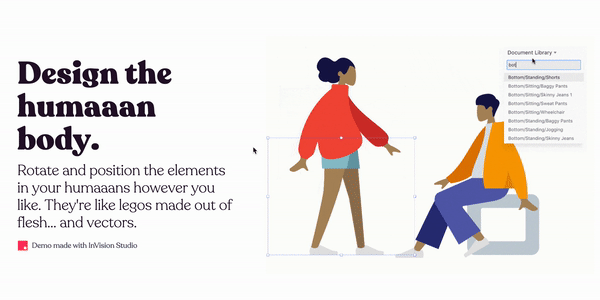 Design the
humaaan
body.
Rotate and position the elements
in your humaaans however you
like. They're like legos made out of
flesh... and vectors.
Demo made with InVision Studio
Document Library
bot
Bottom/Standing/Shorts
Bottom/Sitting/Baggy Pants
Bottom/Sitting/Skinny Jeans 1
Bottom/Sitting/Sweat Pants
Bottom/Sitting/Wheelchair
Bottom/Standing/Baggy Pants
Bottom/Standing/Jogging
Bottom/Standing/Skinny Jeans